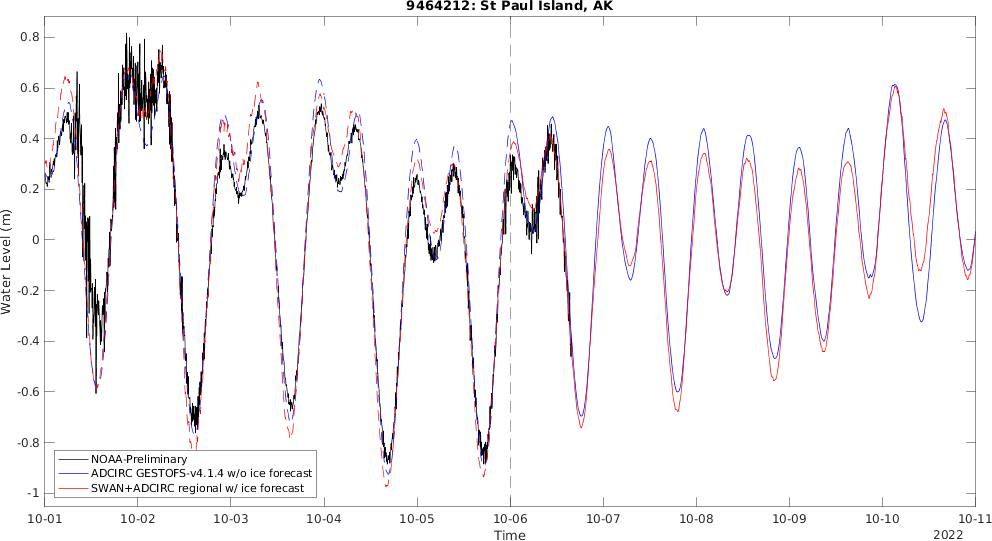 9464212: St Paul Island, AK
0.8
0.6
0.4
0.2
0
-0.2
-0.4
-0.6
-0.8
-1
Water Level (m)
NOAA-Preliminary
ADCIRC GESTOFS-v4.1.4 w/o ice forecast
SWAN+ADCIRC regional w/ ice forecast
10-01 10-02 10-03 10-04 10-05 10-06 10-07 10-08 10-09 10-10 10-11
Time
2022